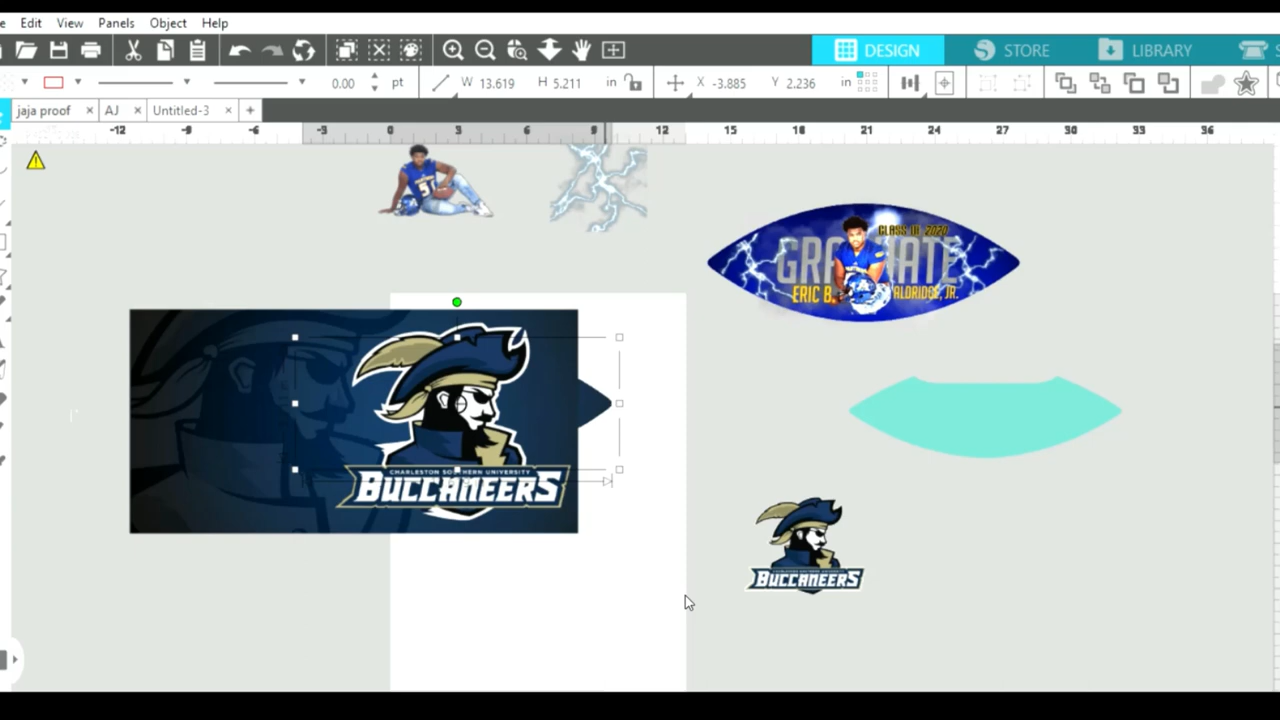 e Edit View Panels Object Help
DESIGN STORE LIBRARY S
0.00 pt W 13.619 H 5.211 in X -3.885 Y 2.236 in
jaja proof AJ Untitled-3
-12 -9 -6 -3 0 3 6 9 12 15 18 21 24 27 30 33 36
51
CLASS OF 2020
GRADUATE
ERIC B. ALDRIDGE, JR.
CHARLESTON SOUTHERN UNIVERSITY
BUCCANEERS
BUCCANEERS